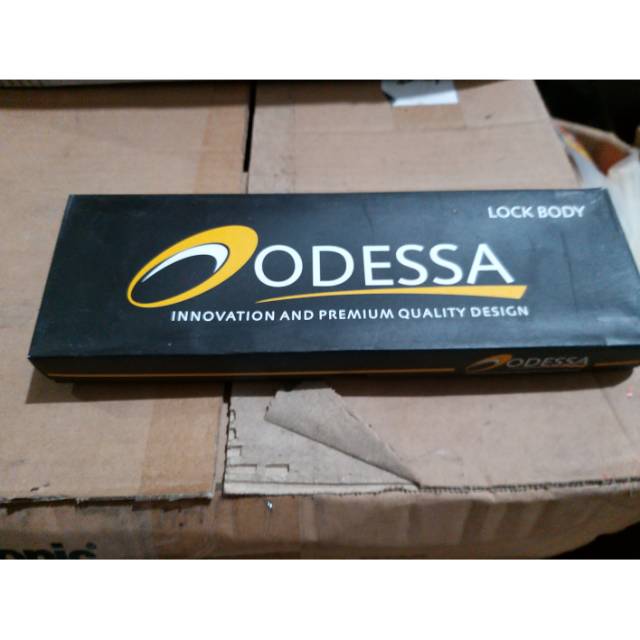 LOCK BODY
ODESSA
INNOVATION AND PREMIUM QUALITY DESIGN
ODESSA